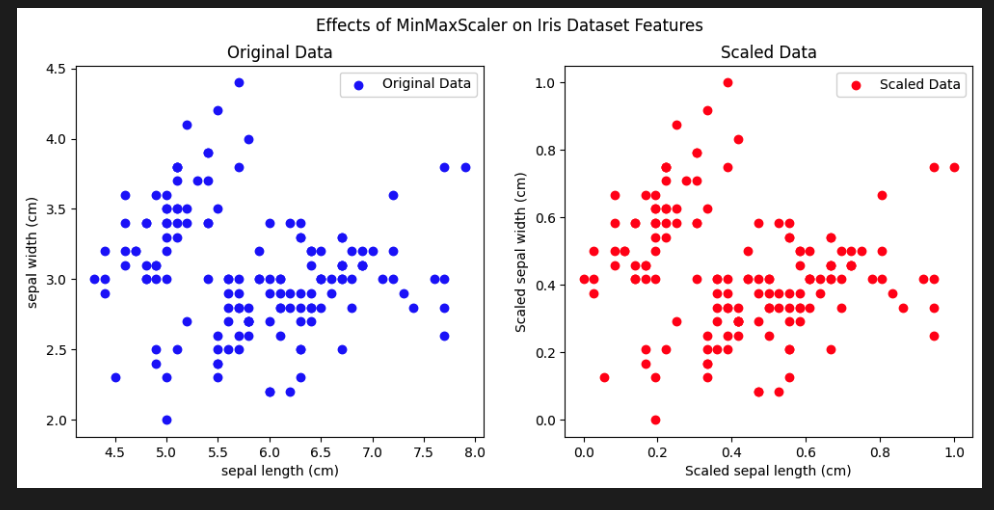 Effects of MinMaxScaler on Iris Dataset Features
Original Data
Original Data
4.5
4.0
3.5
3.0
2.5
2.0
sepal width (cm)
4.5 5.0 5.5 6.0 6.5 7.0 7.5 8.0
sepal length (cm)
Scaled Data
Scaled Data
1.0
0.8
0.6
0.4
0.2
0.0
Scaled sepal width (cm)
0.0 0.2 0.4 0.6 0.8 1.0
Scaled sepal length (cm)